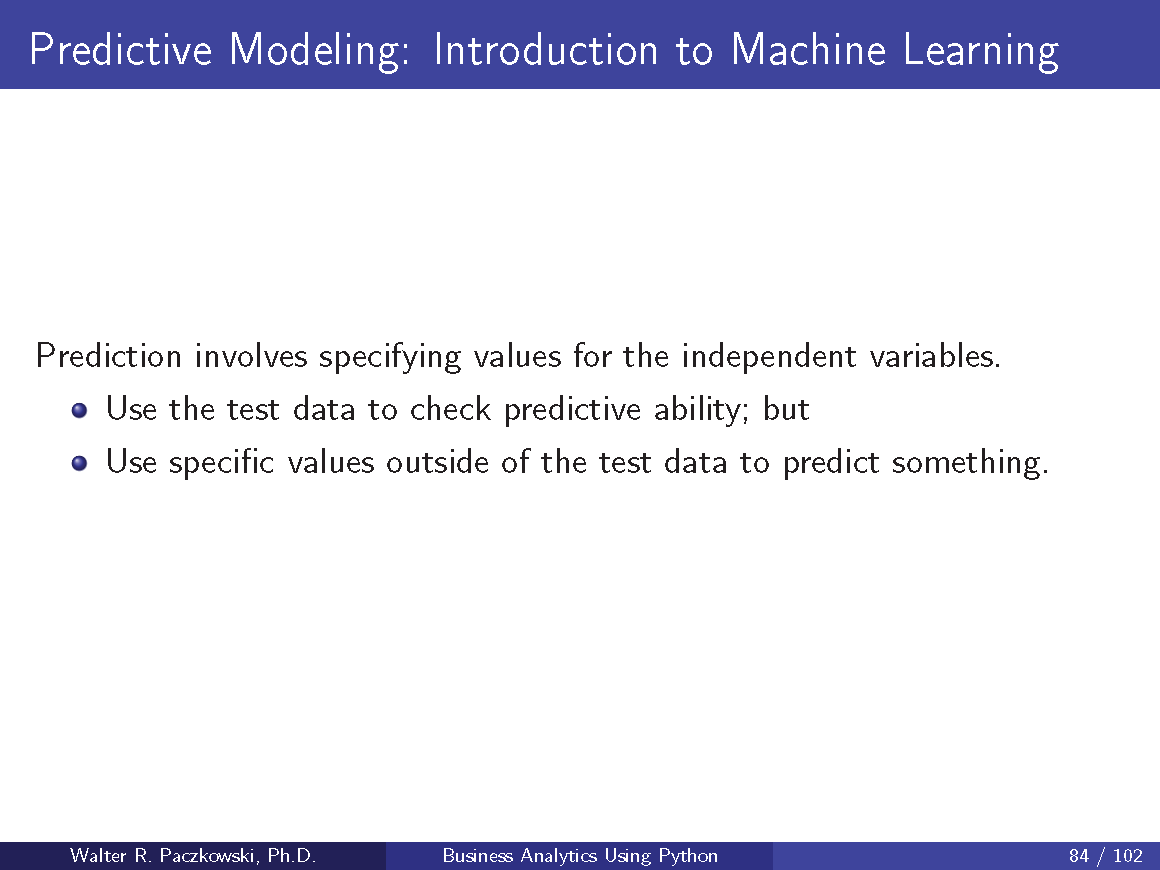 Predictive Modeling: Introduction to Machine Learning
Prediction involves specifying values for the independent variables.
Use the test data to check predictive ability; but
Use specific values outside of the test data to predict something.
Walter R. Paczkowski, Ph.D.
Business Analytics Using Python
84 / 102